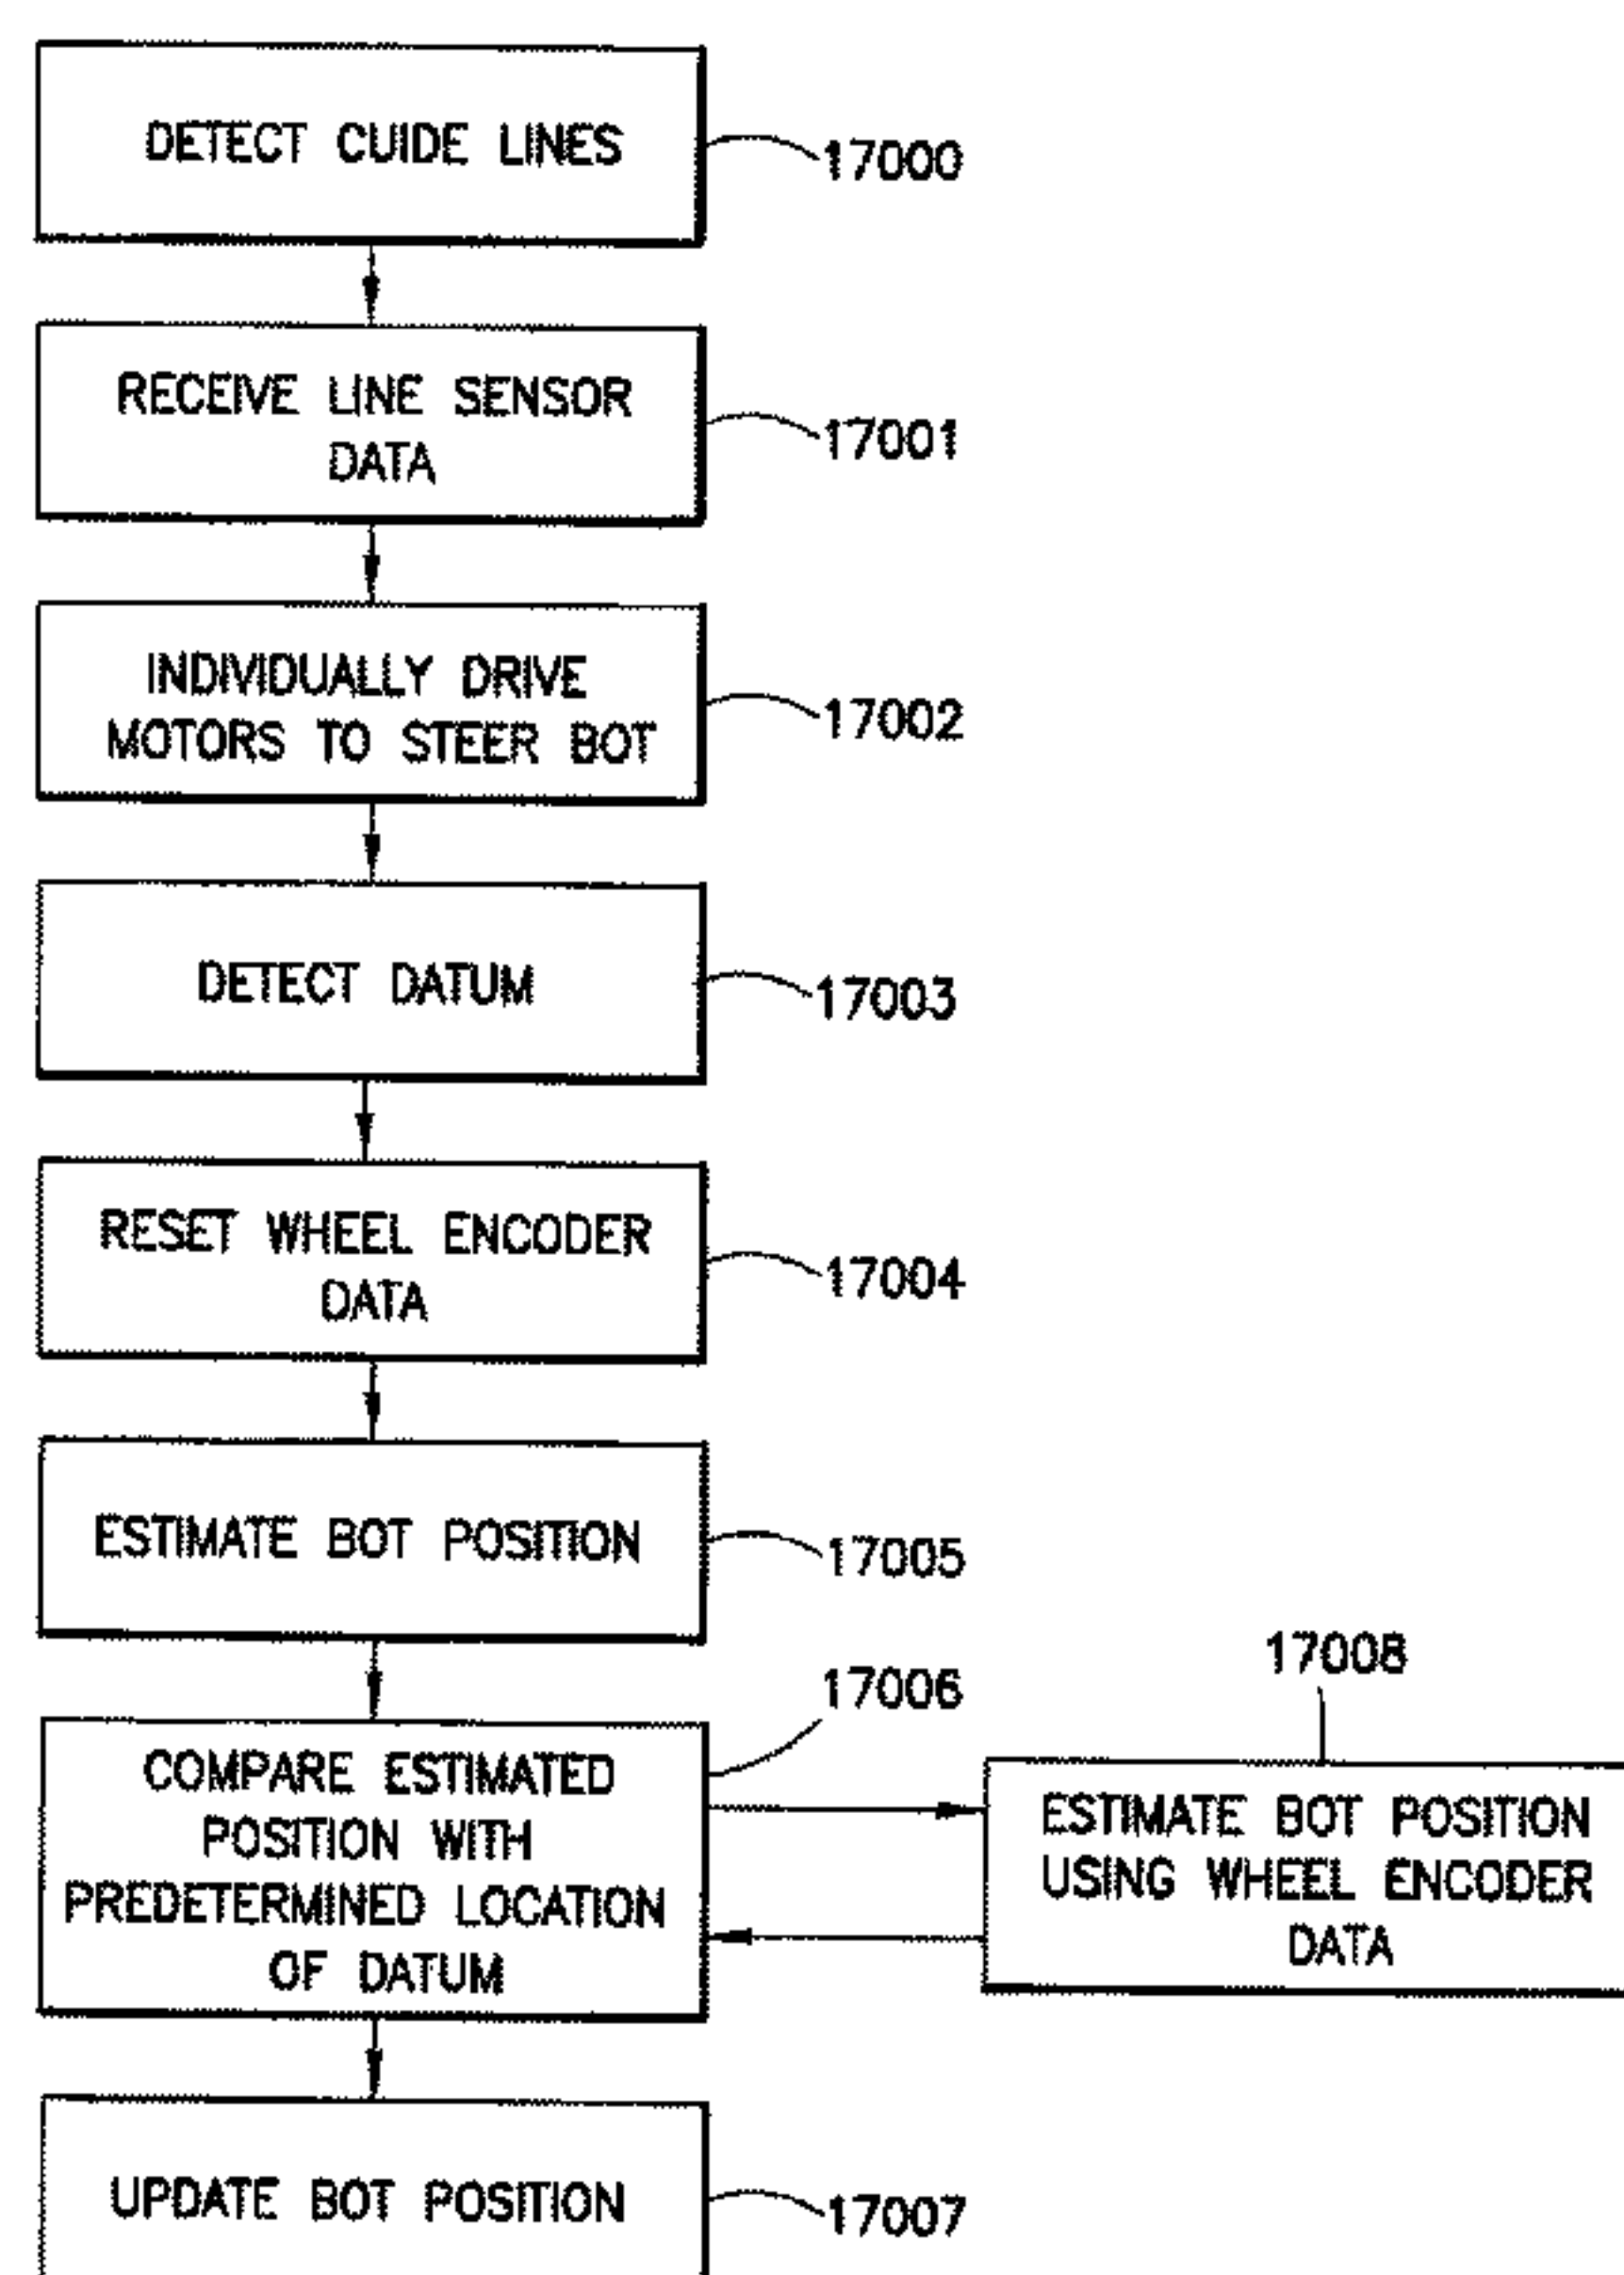 DETECT CUIDE LINES
17000
RECEIVE LINE SENSOR
DATA
17001
INDIVIDUALLY DRIVE
MOTORS TO STEER BOT
17002
DETECT DATUM
17003
RESET WHEEL ENCODER
DATA
17004
ESTIMATE BOT POSITION
17005
COMPARE ESTIMATED
POSITION WITH
PREDETERMINED LOCATION
OF DATUM
17006
17008
ESTIMATE BOT POSITION
USING WHEEL ENCODER
DATA
UPDATE BOT POSITION
17007